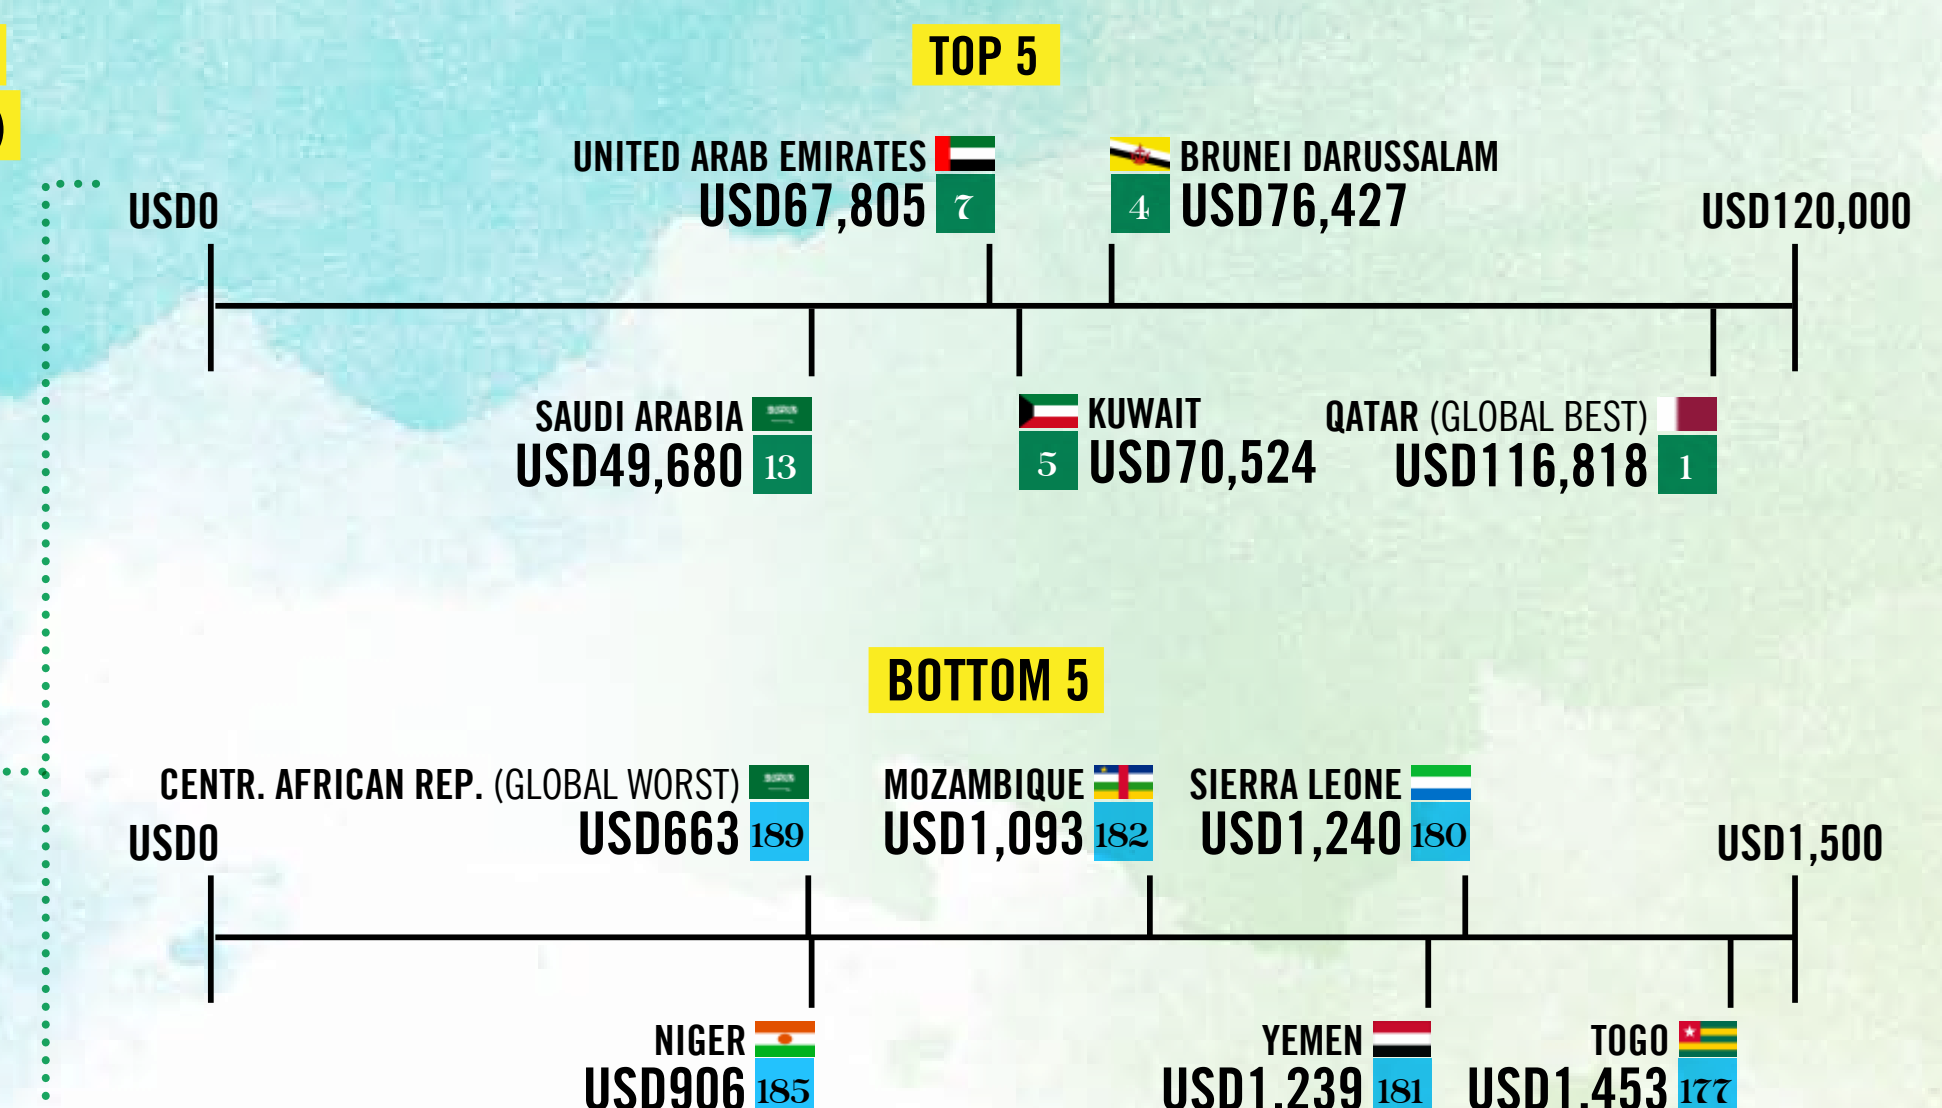 )
TOP 5
UNITED ARAB EMIRATES
USD67,805 7
BRUNEI DARUSSALAM
4 USD76,427
USD0
USD120,000
SAUDI ARABIA
USD49,680 13
KUWAIT
5 USD70,524
QATAR (GLOBAL BEST)
USD116,818 1
BOTTOM 5
CENTR. AFRICAN REP. (GLOBAL WORST)
USD663 189
MOZAMBIQUE
USD1,093 182
SIERRA LEONE
USD1,240 180
USD0
USD1,500
NIGER
USD906 185
YEMEN
USD1,239 181
TOGO
USD1,453 177